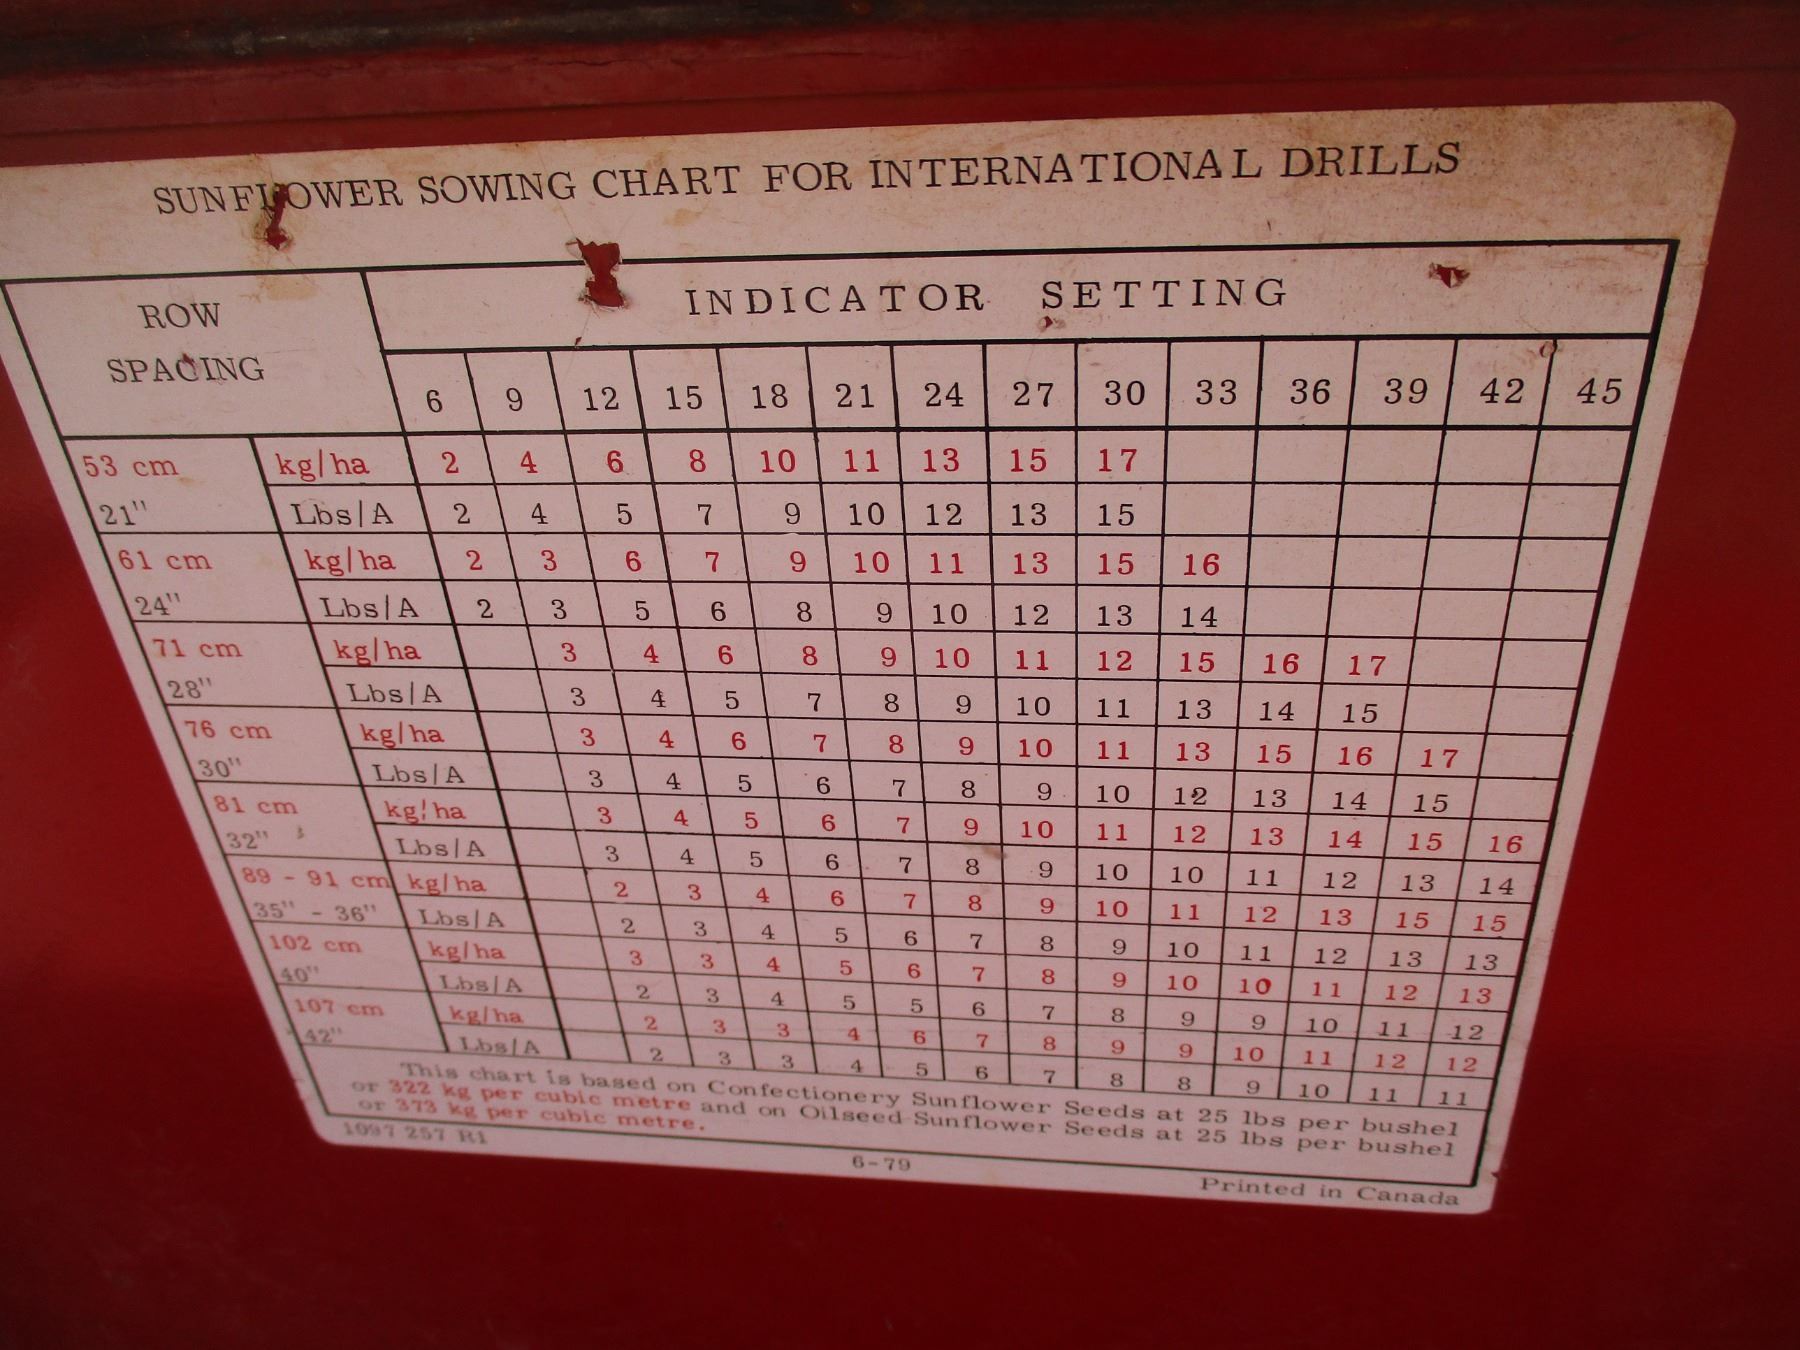 SUNFLOWER SOWING CHART FOR INTERNATIONAL DRILLS
ROW SPACING INDICATOR SETTING
6 9 12 15 18 21 24 27 30 33 36 39 42 45
53 cm kg/ha 2 4 6 8 10 11 13 15 17
21" Lbs/A 2 4 5 7 9 10 12 13 15
61 cm kg/ha 2 3 6 7 9 10 11 13 15 16
24" Lbs/A 2 3 5 6 8 9 10 12 13 14
71 cm kg/ha 3 4 6 8 9 10 11 12 15 16 17
28" Lbs/A 3 4 5 7 8 9 10 11 13 14 15
76 cm kg/ha 3 4 6 7 8 9 10 11 13 15 16 17
30" Lbs/A 3 4 5 6 7 8 9 10 12 13 14 15
81 cm kg/ha 3 4 5 6 7 9 10 11 12 13 14 15 16
32" Lbs/A 3 4 5 6 7 8 9 10 10 11 12 13 14
89 - 91 cm kg/ha 2 3 4 6 7 8 9 10 11 12 13 15 15
35" - 36" Lbs/A 2 3 4 5 6 7 8 9 10 11 12 13 13
102 cm kg/ha 3 3 4 5 6 7 8 9 10 10 11 12 13
40" Lbs/A 2 3 4 5 5 6 7 8 9 9 10 11 12
107 cm kg/ha 2 3 3 4 6 7 8 9 9 10 11 12 12
42" Lbs/A 2 3 3 4 5 6 7 8 8 9 10 11 11
This chart is based on Confectionery Sunflower Seeds at 25 lbs per bushel
or 322 kg per cubic metre and on Oilseed Sunflower Seeds at 25 lbs per bushel
or 373 kg per cubic metre.
1097 257 R1
6-79
Printed in Canada